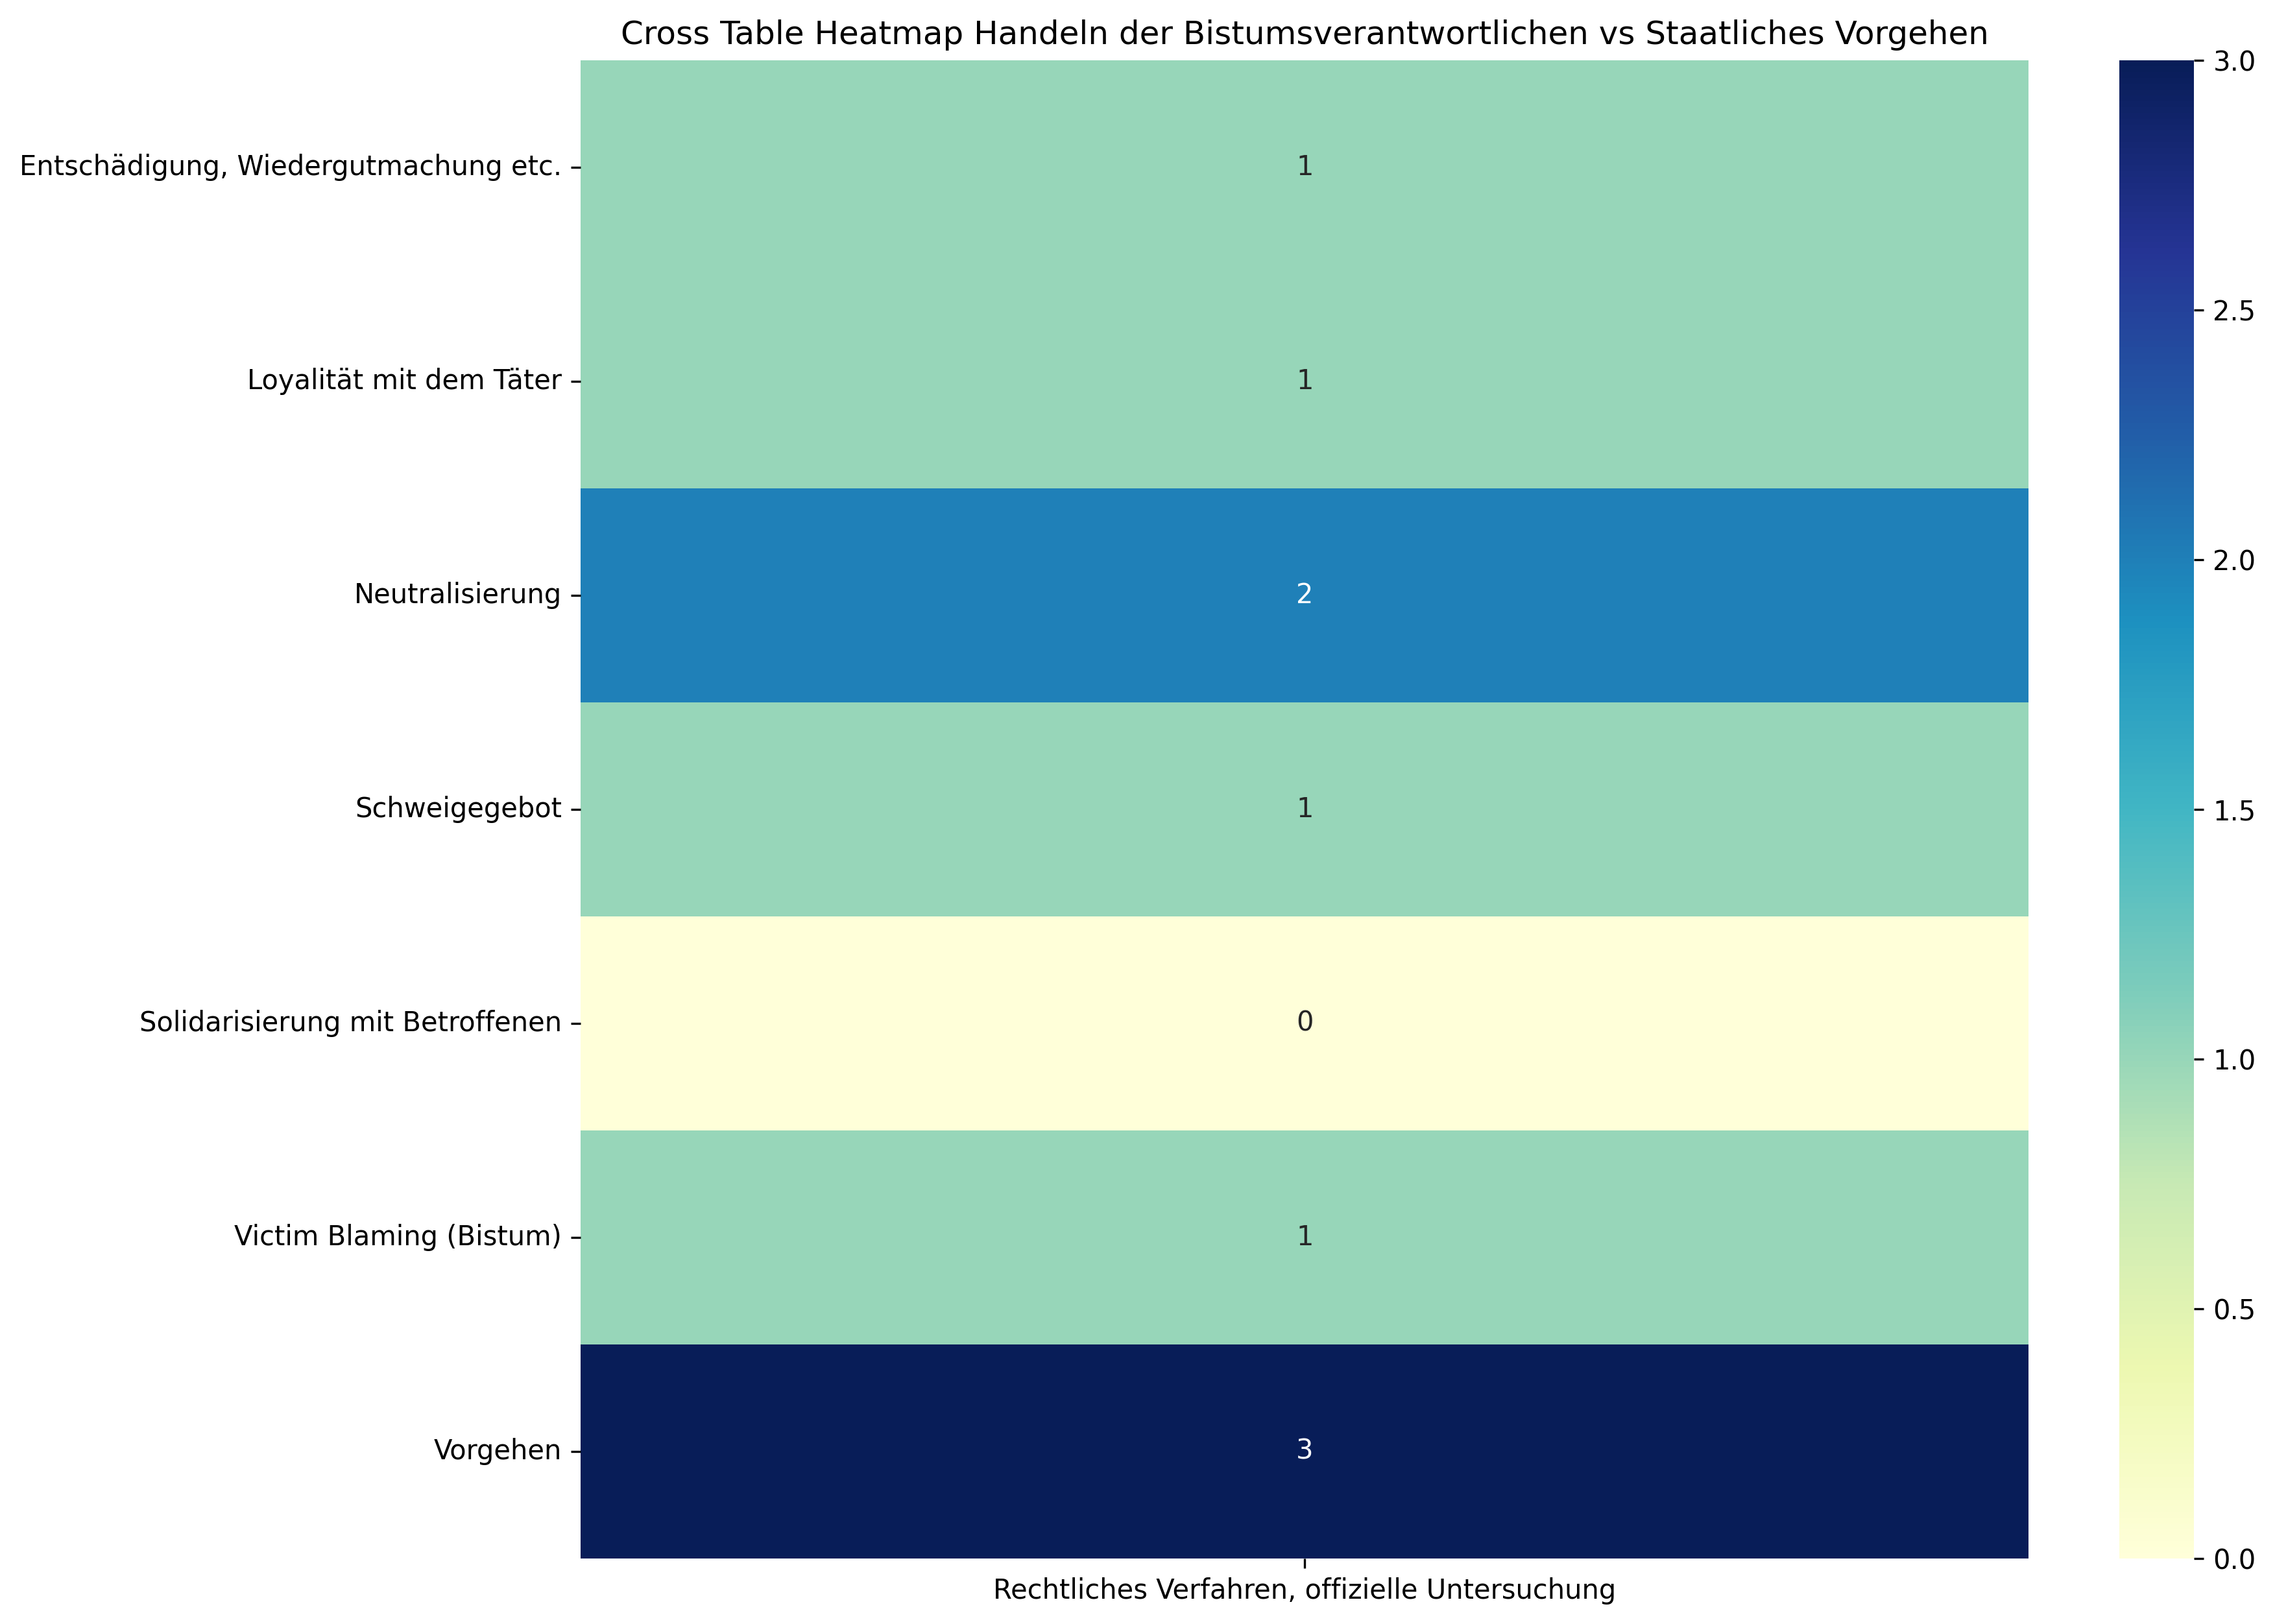 Cross Table Heatmap Handeln der Bistumsverantwortlichen vs Staatliches Vorgehen
Entschädigung, Wiedergutmachung etc.
1
Loyalität mit dem Täter
1
Neutralisierung
2
Schweigegebot
1
Solidarisierung mit Betroffenen
0
Victim Blaming (Bistum)
1
Vorgehen
3
Rechtliches Verfahren, offizielle Untersuchung
3.0
2.5
2.0
1.5
1.0
0.5
0.0